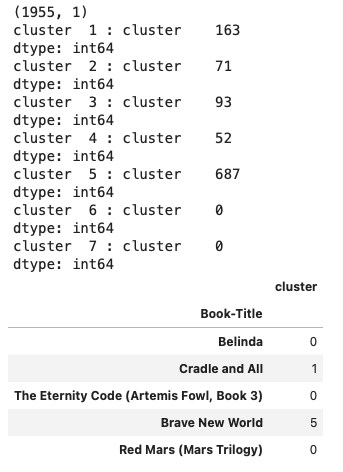 (1955, 1)
cluster  1 : cluster    163
dtype: int64
cluster  2 : cluster    71
dtype: int64
cluster  3 : cluster    93
dtype: int64
cluster  4 : cluster    52
dtype: int64
cluster  5 : cluster    687
dtype: int64
cluster  6 : cluster    0
dtype: int64
cluster  7 : cluster    0
dtype: int64
cluster
Book-Title
Belinda 0
Cradle and All 1
The Eternity Code (Artemis Fowl, Book 3) 0
Brave New World 5
Red Mars (Mars Trilogy) 0